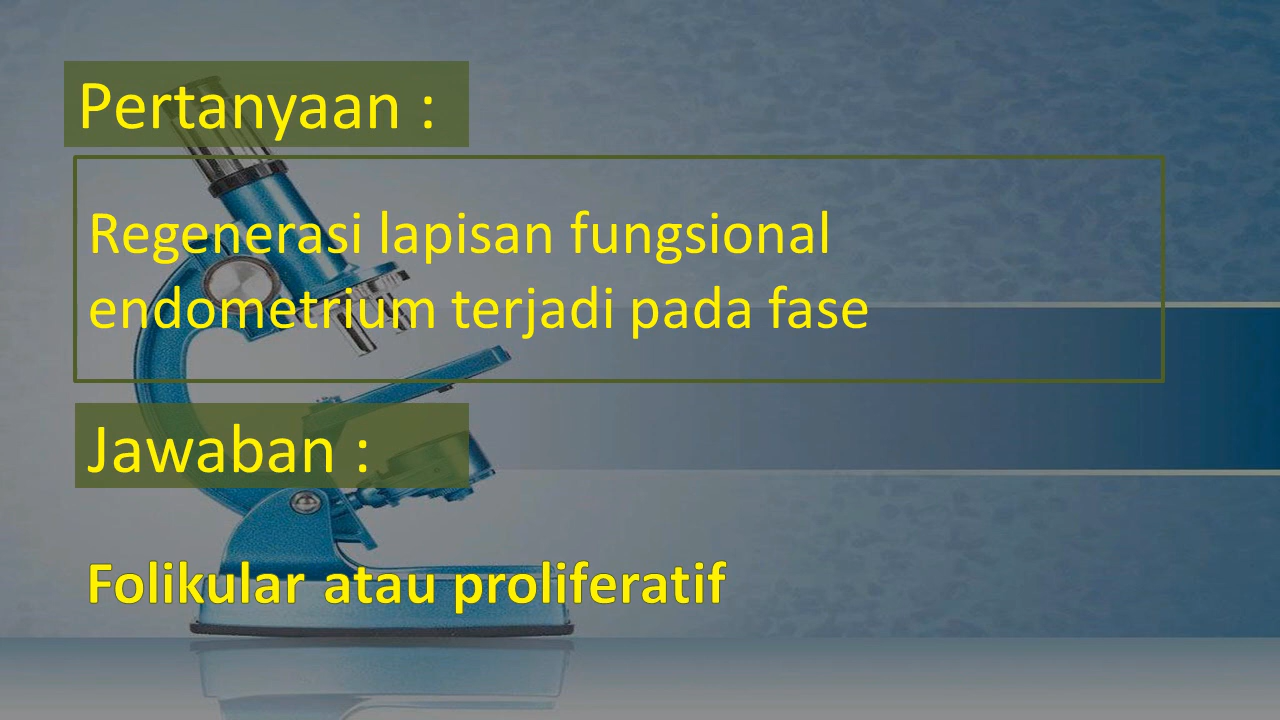 Pertanyaan :
Regenerasi lapisan fungsional
endometrium terjadi pada fase
Jawaban :
Folikular atau proliferatif